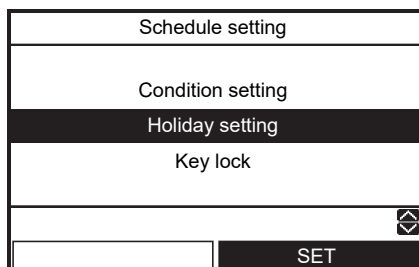 Schedule setting
Condition setting
Holiday setting
Key lock
SET